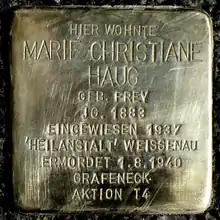 HIER WOHNTE
MARIE CHRISTIANE
HAUG
GEB. FREY
JG. 1883
EINGEWIESEN 1937
'HEILANSTALT' WEISSENAU
ERMORDET 1.8.1940
GRAFENECK
AKTION T4